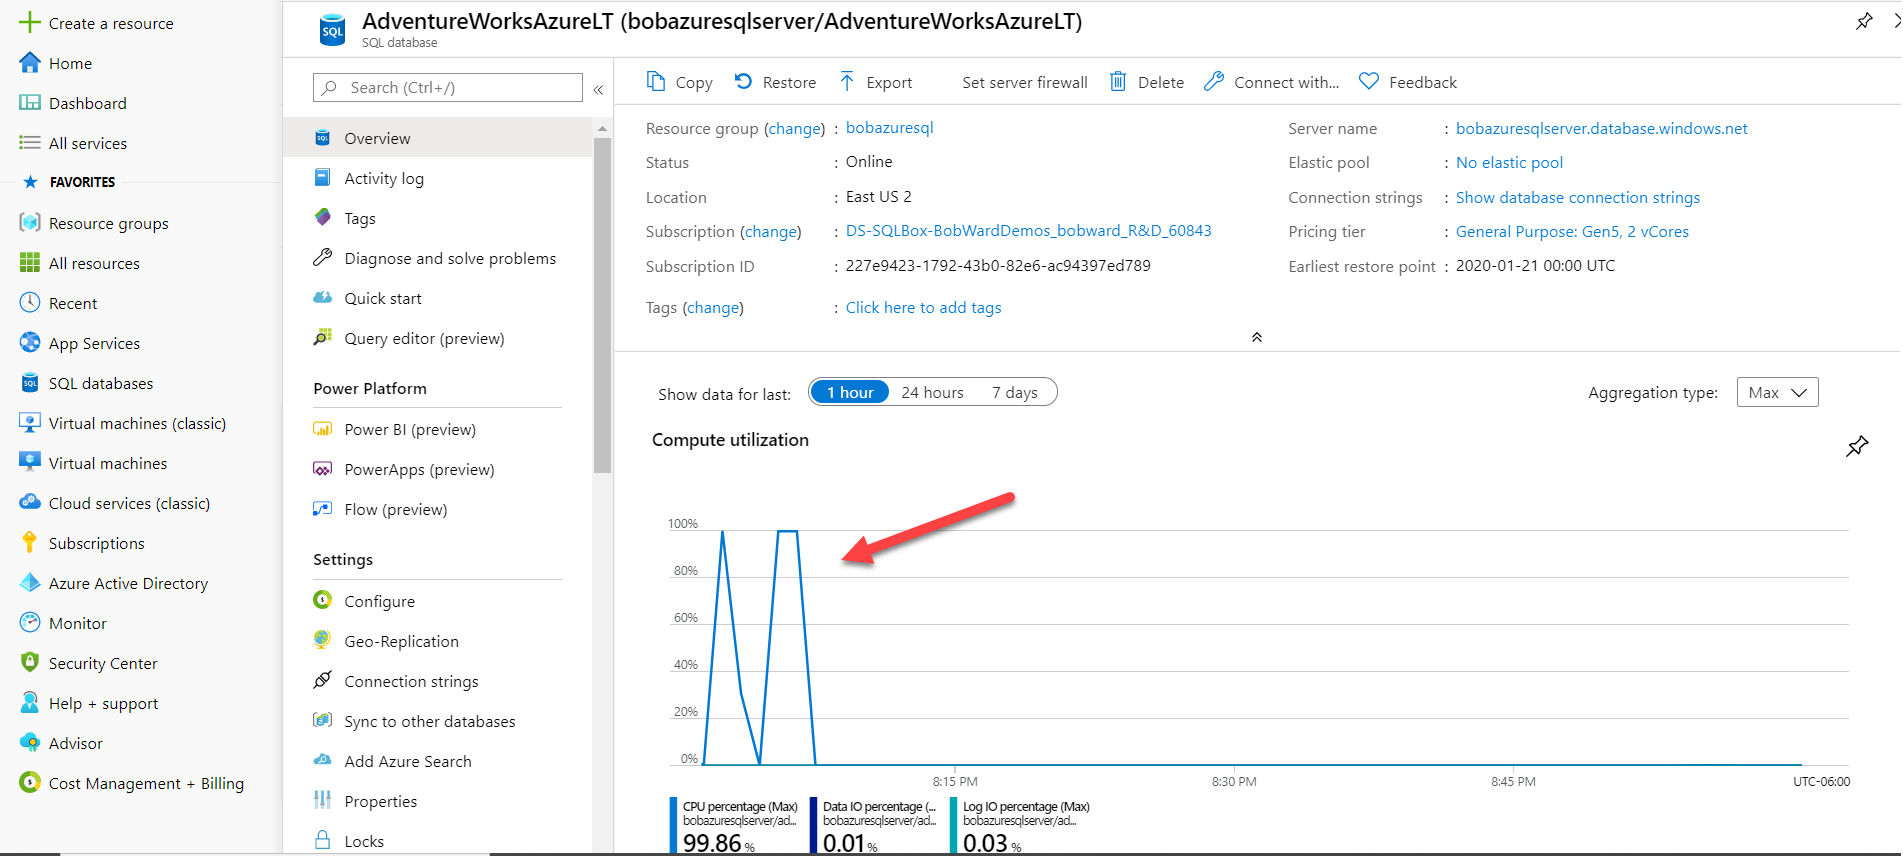 Create a resource
Home
Dashboard
All services
FAVORITES
Resource groups
All resources
Recent
App Services
SQL databases
Virtual machines (classic)
Virtual machines
Cloud services (classic)
Subscriptions
Azure Active Directory
Monitor
Security Center
Help + support
Advisor
Cost Management + Billing
SQL
AdventureWorksAzureLT (bobazuresqlserver/AdventureWorksAzureLT)
SQL database
Search (Ctrl+/)
Overview
Activity log
Tags
Diagnose and solve problems
Quick start
Query editor (preview)
Power Platform
Power BI (preview)
PowerApps (preview)
Flow (preview)
Settings
Configure
Geo-Replication
Connection strings
Sync to other databases
Add Azure Search
Properties
Locks
Copy Restore Export Set server firewall Delete Connect with... Feedback
Resource group (change) : bobazuresql
Status : Online
Location : East US 2
Subscription (change) : DS-SQLBox-BobWardDemos_bobward_R&D_60843
Subscription ID : 227e9423-1792-43b0-82e6-ac94397ed789
Tags (change) : Click here to add tags
Server name : bobazuresqlserver.database.windows.net
Elastic pool : No elastic pool
Connection strings : Show database connection strings
Pricing tier : General Purpose: Gen5, 2 vCores
Earliest restore point : 2020-01-21 00:00 UTC
Show data for last: 1 hour 24 hours 7 days
Aggregation type: Max
Compute utilization
100%
80%
60%
40%
20%
0%
8:15 PM 8:30 PM 8:45 PM UTC-06:00
CPU percentage (Max)
bobazuresqlserver/ad...
99.86 %
Data IO percentage (...
bobazuresqlserver/ad...
0.01 %
Log IO percentage (Max)
bobazuresqlserver/ad...
0.03 %